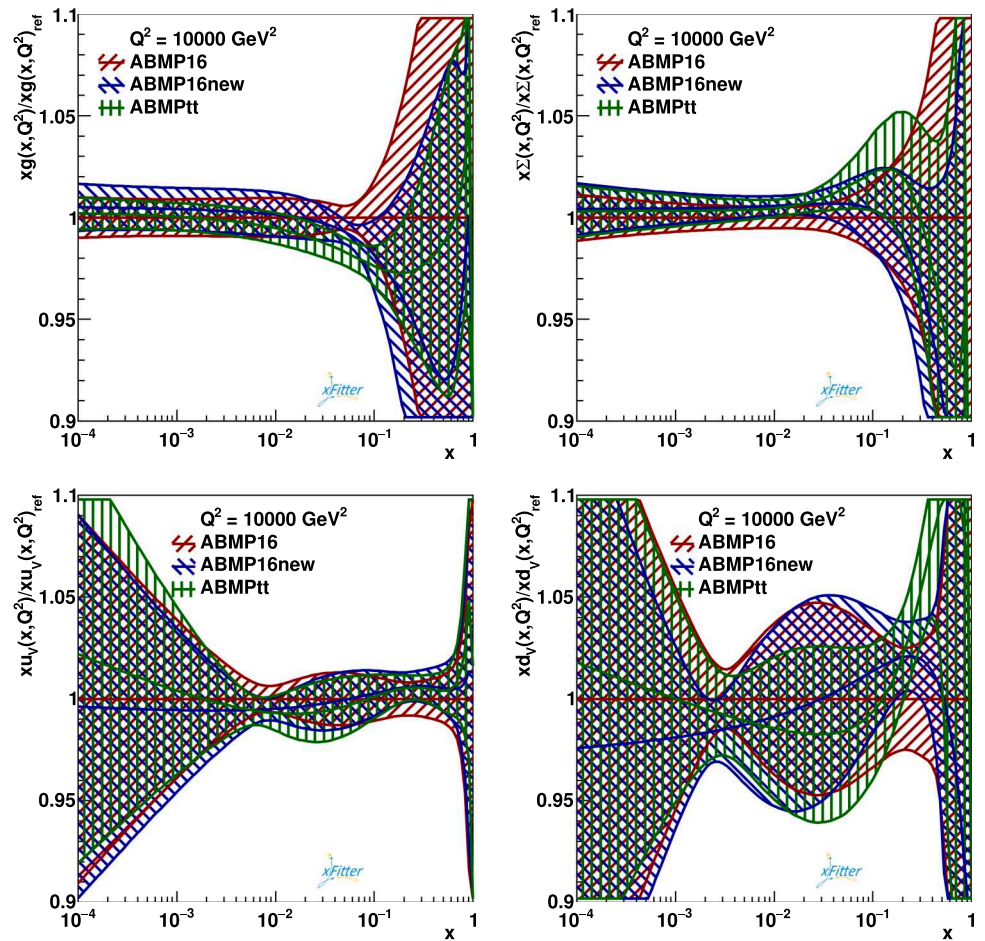 1.1
1.05
1
0.95
0.9
xg(x,Q²)/xg(x,Q²)ref
Q² = 10000 GeV²
ABMP16
ABMP16new
ABMPtt
xFitter
10⁻⁴ 10⁻³ 10⁻² 10⁻¹ 1
x
1.1
1.05
1
0.95
0.9
xΣ(x,Q²)/xΣ(x,Q²)ref
Q² = 10000 GeV²
ABMP16
ABMP16new
ABMPtt
xFitter
10⁻⁴ 10⁻³ 10⁻² 10⁻¹ 1
x
1.1
1.05
1
0.95
0.9
xuV(x,Q²)/xuV(x,Q²)ref
Q² = 10000 GeV²
ABMP16
ABMP16new
ABMPtt
xFitter
10⁻⁴ 10⁻³ 10⁻² 10⁻¹ 1
x
1.1
1.05
1
0.95
0.9
xdV(x,Q²)/xdV(x,Q²)ref
Q² = 10000 GeV²
ABMP16
ABMP16new
ABMPtt
xFitter
10⁻⁴ 10⁻³ 10⁻² 10⁻¹ 1
x